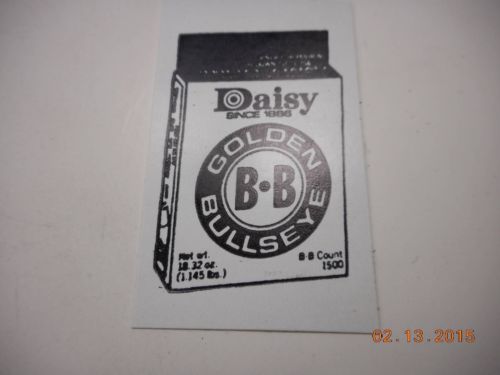 Daisy
SINCE 1886
GOLDEN
B·B
BULLSEYE
Net wt.
18.32 oz.
(1.145 lbs.)
B·B Count
1500
02.13.2015